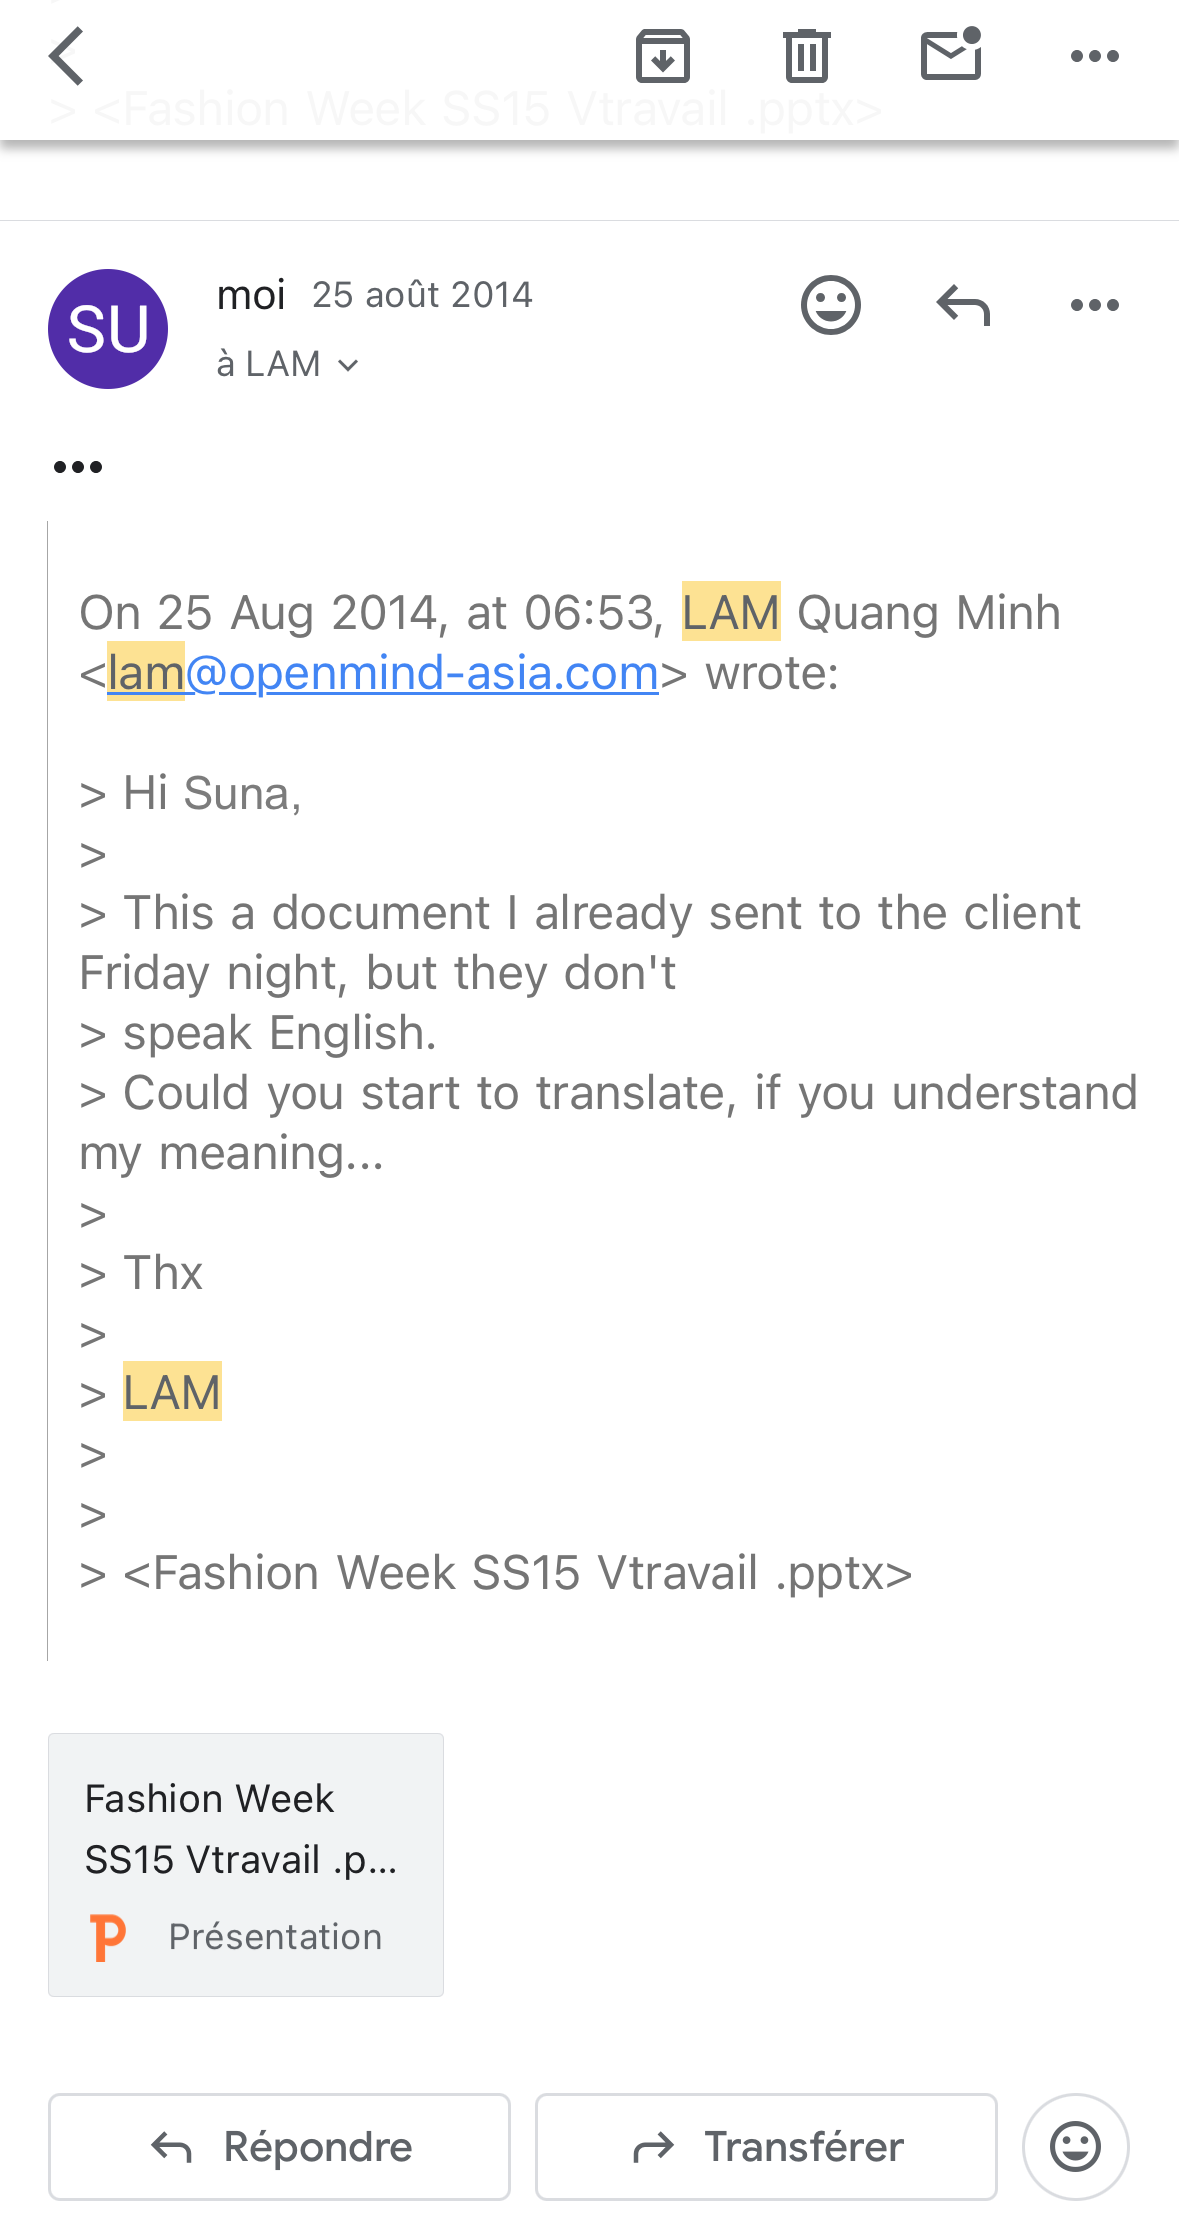 > <Fashion Week SS15 Vtravail .pptx>
SU
moi 25 août 2014
à LAM
•••
On 25 Aug 2014, at 06:53, LAM Quang Minh
<lam@openmind-asia.com> wrote:
> Hi Suna,
>
> This a document I already sent to the client
Friday night, but they don't
> speak English.
> Could you start to translate, if you understand
my meaning...
>
> Thx
>
> LAM
>
>
> <Fashion Week SS15 Vtravail .pptx>
Fashion Week
SS15 Vtravail .p...
P Présentation
Répondre
Transférer